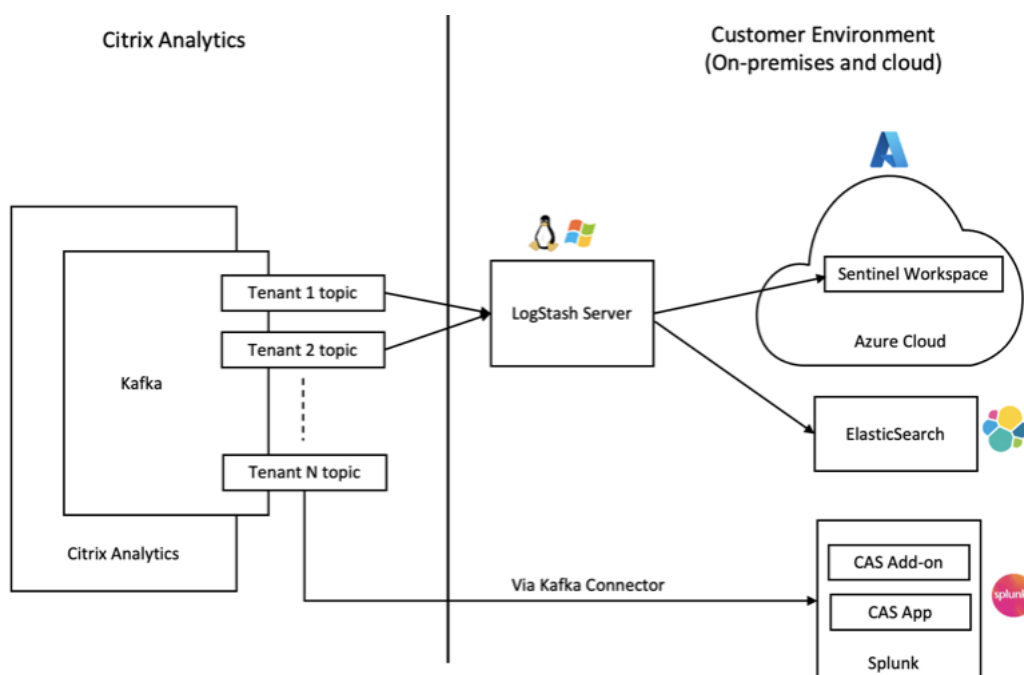 Citrix Analytics
Customer Environment
(On-premises and cloud)
Tenant 1 topic
Tenant 2 topic
Kafka
Tenant N topic
Citrix Analytics
LogStash Server
Sentinel Workspace
Azure Cloud
ElasticSearch
Via Kafka Connector
CAS Add-on
CAS App
Splunk
splunk